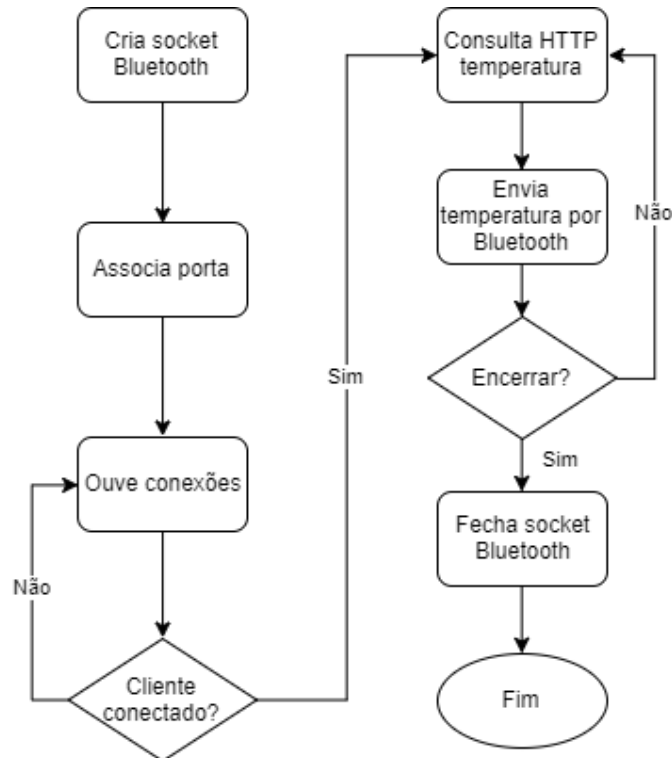 Cria socket
Bluetooth
Associa porta
Ouve conexões
Não
Cliente
conectado?
Sim
Consulta HTTP
temperatura
Envia
temperatura por
Bluetooth
Não
Encerrar?
Sim
Fecha socket
Bluetooth
Fim